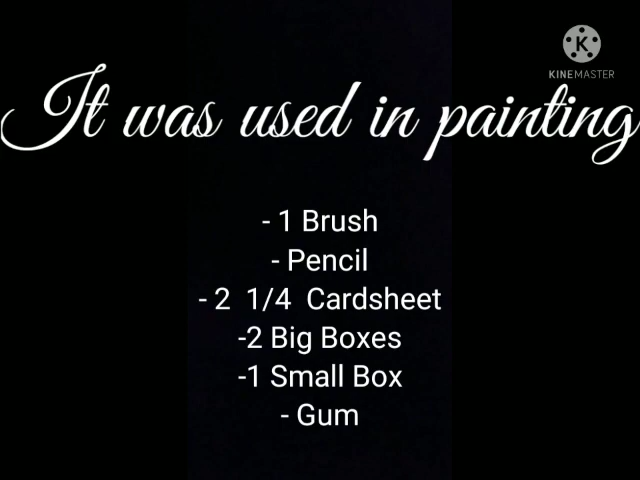 KINEMASTER
It was used in painting
- 1 Brush
- Pencil
- 2 1/4 Cardsheet
-2 Big Boxes
-1 Small Box
- Gum